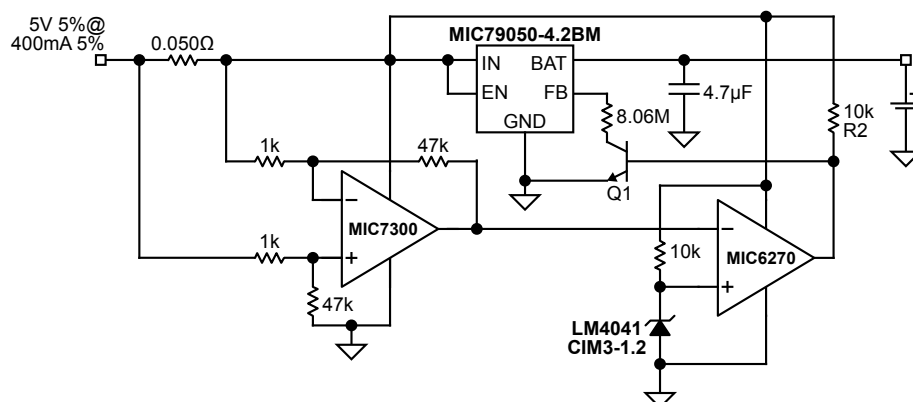 5V 5%@
400mA 5%
0.050Ω
MIC79050-4.2BM
IN
BAT
EN
FB
GND
4.7µF
8.06M
10k
R2
Q1
1k
47k
MIC7300
1k
47k
10k
MIC6270
LM4041
CIM3-1.2